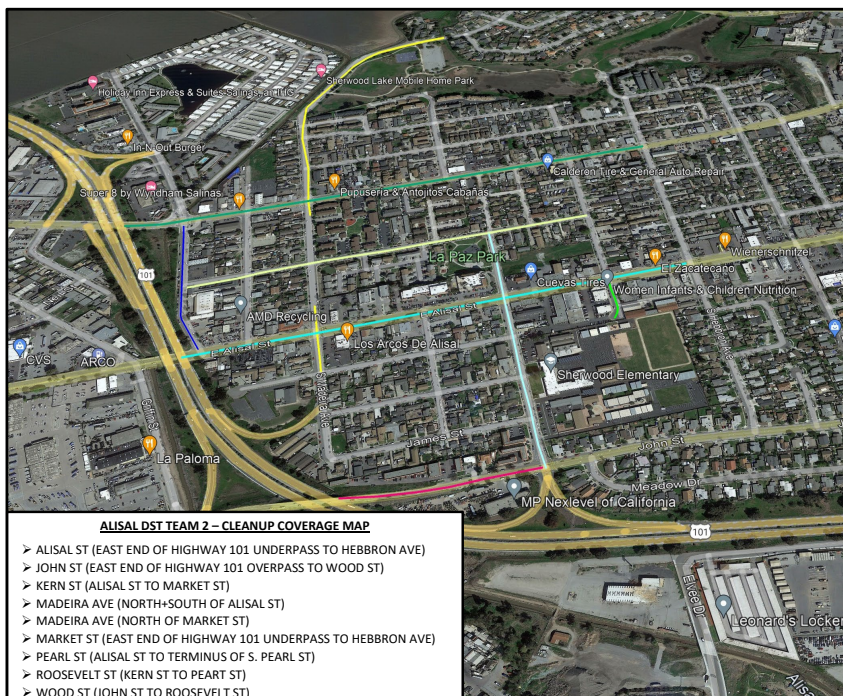 Holiday Inn Express & Suites Salinas, an IHG
Sherwood Lake Mobile Home Park
In-N-Out Burger
Super 8 by Wyndham Salinas
Pupuseria & Antojitos Cabañas
Calderon Tire & General Auto Repair
101
La Paz Park
Wienerschnitzel
El Zacatecano
Cuevas Tires
Women Infants & Children Nutrition
AMD Recycling
E Alisal St
E Alisal St
Los Arcos De Alisal
CVS
ARCO
Griffin St
S Madeira Ave
Sherwood Elementary
James St
La Paloma
John St
Meadow Dr
MP Nexlevel of California
101
Elvee Dr
Leonard's Locker
Alis
ALISAL DST TEAM 2 – CLEANUP COVERAGE MAP
➢ ALISAL ST (EAST END OF HIGHWAY 101 UNDERPASS TO HEBBRON AVE)
➢ JOHN ST (EAST END OF HIGHWAY 101 OVERPASS TO WOOD ST)
➢ KERN ST (ALISAL ST TO MARKET ST)
➢ MADEIRA AVE (NORTH+SOUTH OF ALISAL ST)
➢ MADEIRA AVE (NORTH OF MARKET ST)
➢ MARKET ST (EAST END OF HIGHWAY 101 UNDERPASS TO HEBBRON AVE)
➢ PEARL ST (ALISAL ST TO TERMINUS OF S. PEARL ST)
➢ ROOSEVELT ST (KERN ST TO PEART ST)
➢ WOOD ST (JOHN ST TO ROOSEVELT ST)